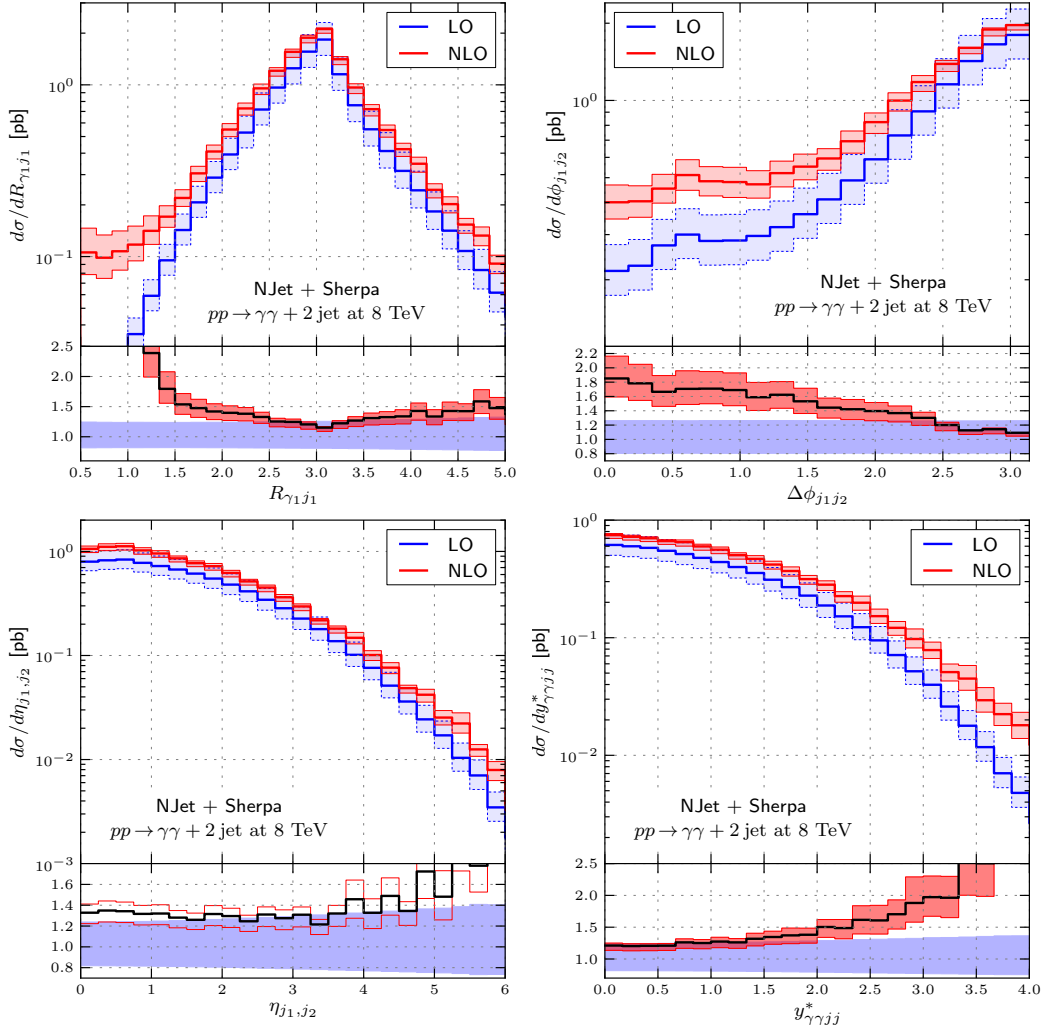 LO
NLO
10^0
10^{-1}
dσ/dR_{γ1j1} [pb]
NJet + Sherpa
pp → γγ + 2 jet at 8 TeV
2.5
2.0
1.5
1.0
0.5 1.0 1.5 2.0 2.5 3.0 3.5 4.0 4.5 5.0
R_{γ1j1}
LO
NLO
10^0
dσ/dϕ_{j1j2} [pb]
NJet + Sherpa
pp → γγ + 2 jet at 8 TeV
2.2
2.0
1.8
1.6
1.4
1.2
1.0
0.8
0.0 0.5 1.0 1.5 2.0 2.5 3.0
Δϕ_{j1j2}
LO
NLO
10^0
10^{-1}
10^{-2}
10^{-3}
dσ/dη_{j1,j2} [pb]
NJet + Sherpa
pp → γγ + 2 jet at 8 TeV
1.6
1.4
1.2
1.0
0.8
0 1 2 3 4 5 6
η_{j1,j2}
LO
NLO
10^0
10^{-1}
10^{-2}
dσ/dy*_{γγjj} [pb]
NJet + Sherpa
pp → γγ + 2 jet at 8 TeV
2.5
2.0
1.5
1.0
0.0 0.5 1.0 1.5 2.0 2.5 3.0 3.5 4.0
y*_{γγjj}